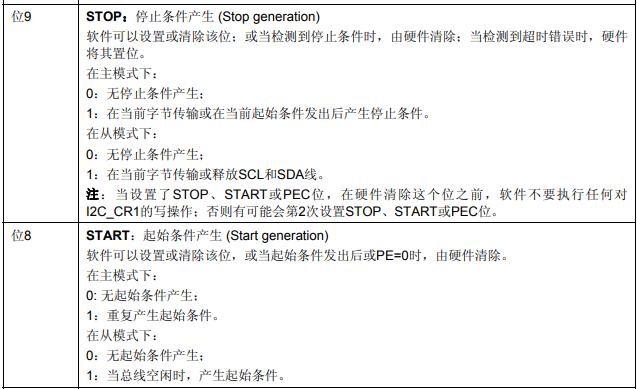 位9
STOP：停止条件产生 (Stop generation)
软件可以设置或清除该位；或当检测到停止条件时，由硬件清除；当检测到超时错误时，硬件
将其置位。
在主模式下：
0：无停止条件产生；
1：在当前字节传输或在当前起始条件发出后产生停止条件。
在从模式下：
0：无停止条件产生；
1：在当前字节传输或释放SCL和SDA线。
注：当设置了STOP、START或PEC位，在硬件清除这个位之前，软件不要执行任何对
I2C_CR1的写操作；否则有可能会第2次设置STOP、START或PEC位。
位8
START：起始条件产生 (Start generation)
软件可以设置或清除该位，或当起始条件发出后或PE=0时，由硬件清除。
在主模式下：
0: 无起始条件产生；
1：重复产生起始条件。
在从模式下：
0：无起始条件产生；
1：当总线空闲时，产生起始条件。